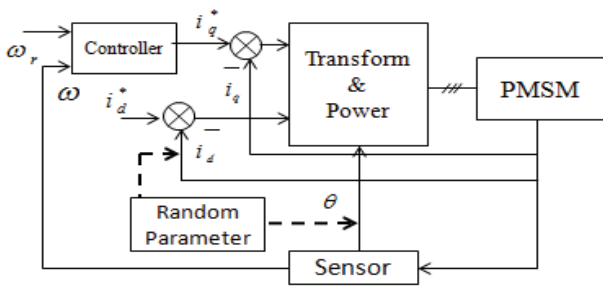 ω_r
Controller
i_q^*
Transform
&
Power
PMSM
ω
i_d^*
−
i_q
−
i_d
Random
Parameter
θ
Sensor